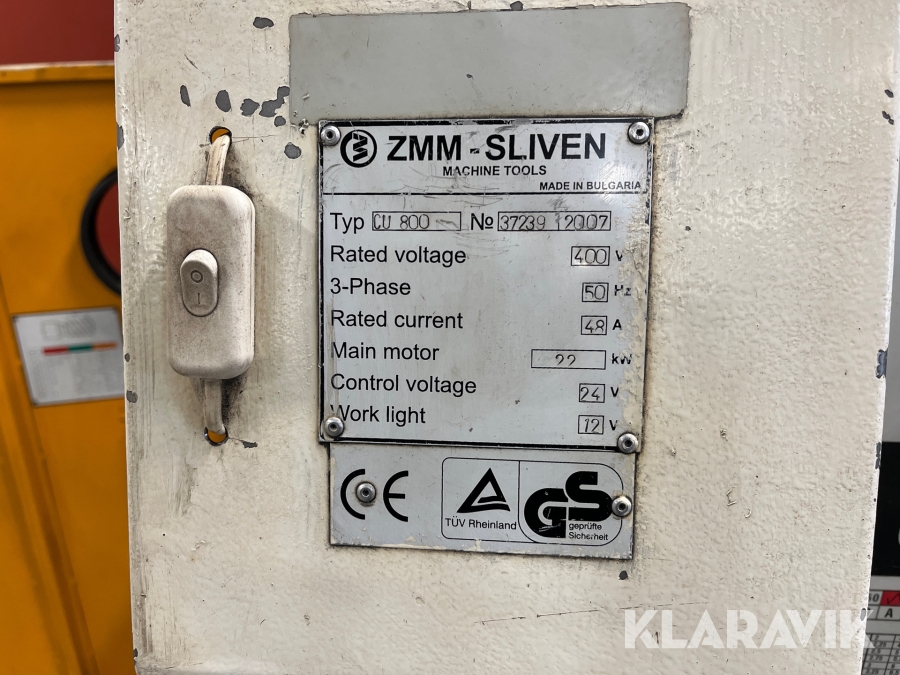 ZMM - SLIVEN
MACHINE TOOLS
MADE IN BULGARIA
Typ CU 800 № 37239 12007
Rated voltage 400 V
3-Phase 50 Hz
Rated current 48 A
Main motor 22 kW
Control voltage 24 V
Work light 12 V
CE
TÜV Rheinland
GS
geprüfte
Sicherheit
KLARAVIK